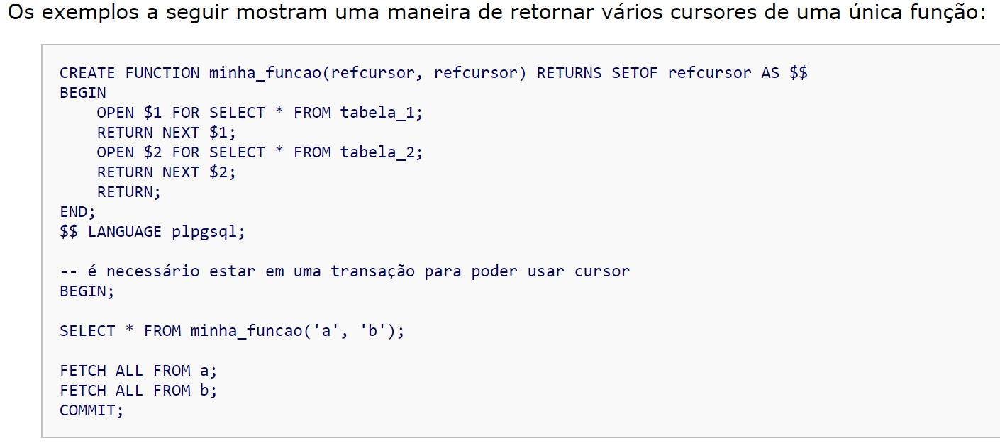 Os exemplos a seguir mostram uma maneira de retornar vários cursores de uma única função:
CREATE FUNCTION minha_funcao(refcursor, refcursor) RETURNS SETOF refcursor AS $$
BEGIN
    OPEN $1 FOR SELECT * FROM tabela_1;
    RETURN NEXT $1;
    OPEN $2 FOR SELECT * FROM tabela_2;
    RETURN NEXT $2;
    RETURN;
END;
$$ LANGUAGE plpgsql;
-- é necessário estar em uma transação para poder usar cursor
BEGIN;
SELECT * FROM minha_funcao('a', 'b');
FETCH ALL FROM a;
FETCH ALL FROM b;
COMMIT;